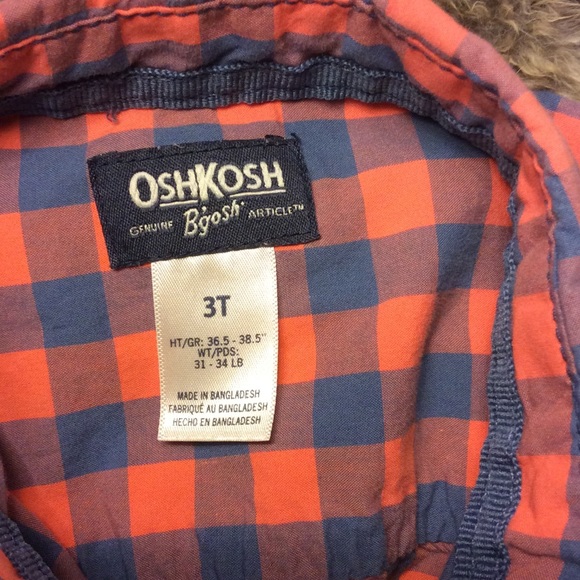 OSHKOSH
GENUINE B'gosh ARTICLE™
3T
HT/GR: 36.5 - 38.5"
WT/PDS:
31 - 34 LB
MADE IN BANGLADESH
FABRIQUÉ AU BANGLADESH
HECHO EN BANGLADESH